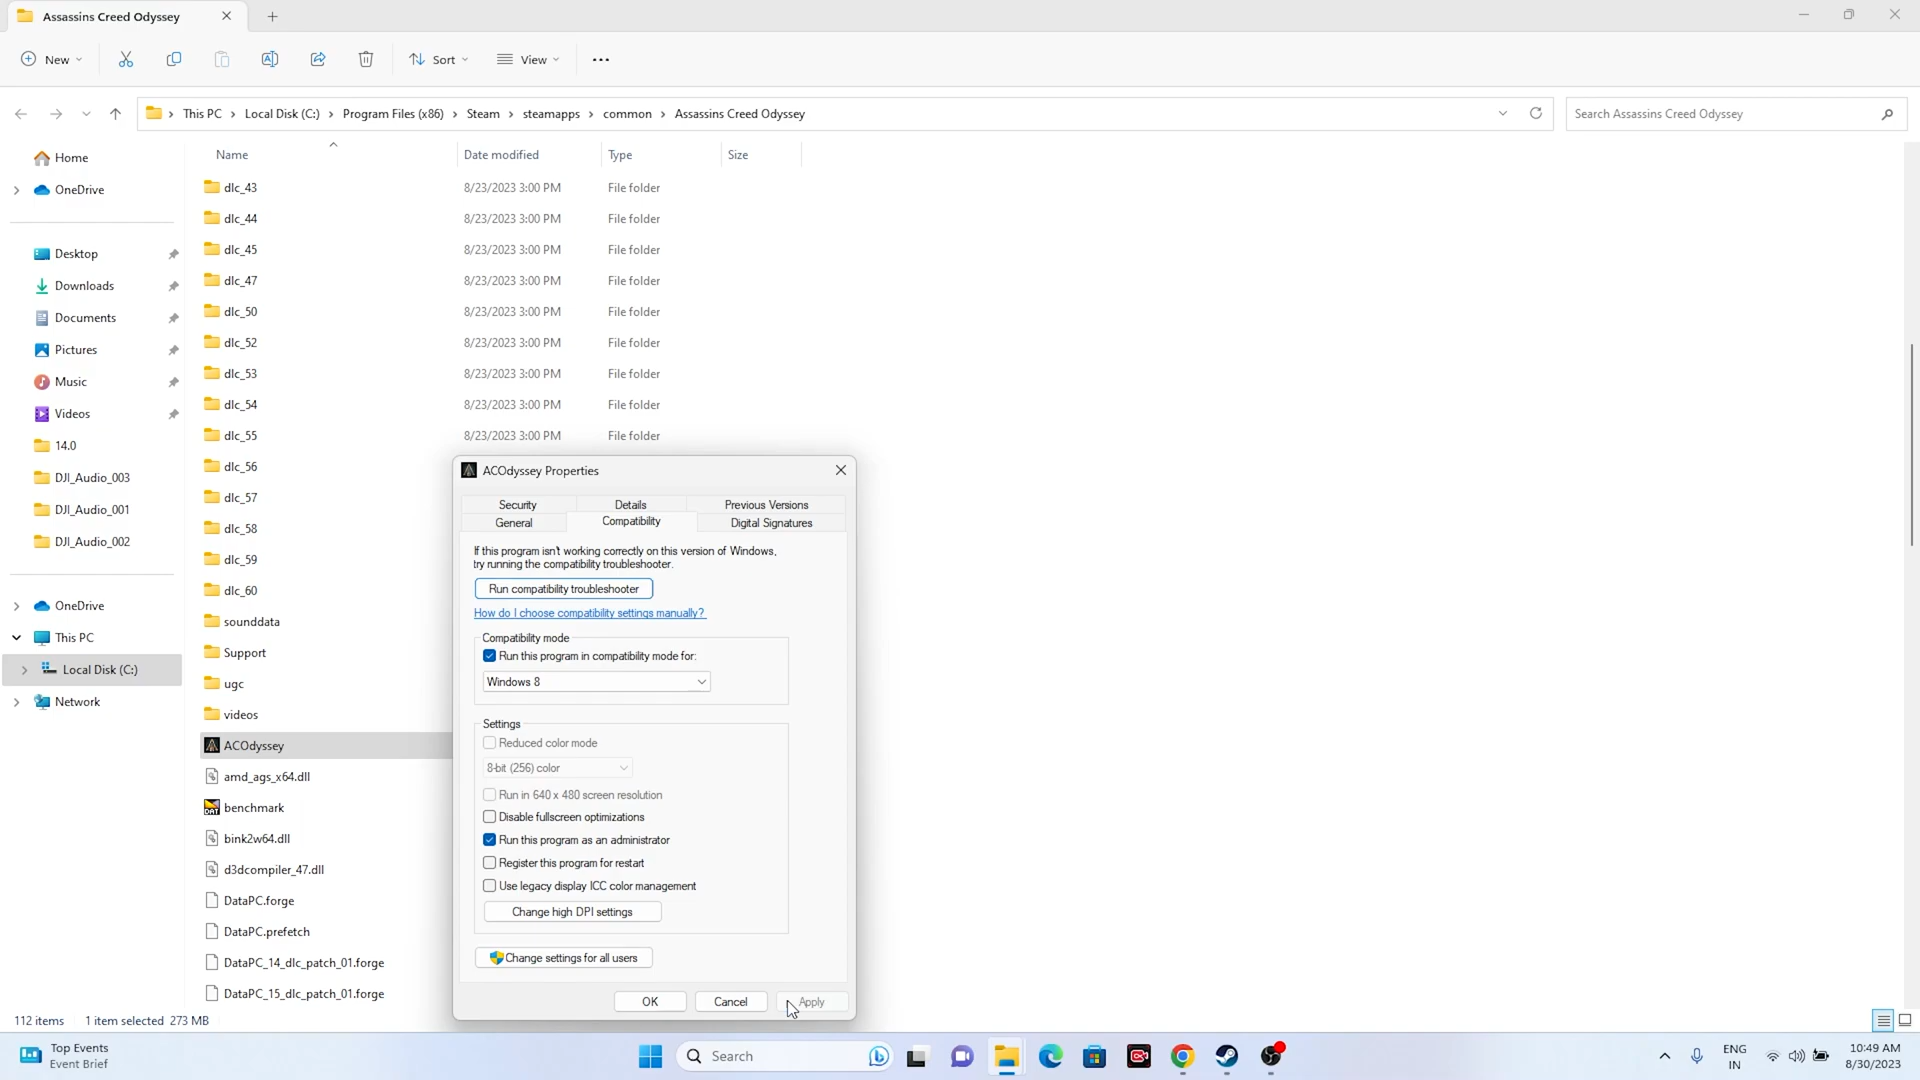 Assassins Creed Odyssey
New
Sort
View
This PC
Local Disk (C:)
Program Files (x86)
Steam
steamapps
common
Assassins Creed Odyssey
Search Assassins Creed Odyssey
Home
OneDrive
Desktop
Downloads
Documents
Pictures
Music
Videos
14.0
DJI_Audio_003
DJI_Audio_001
DJI_Audio_002
OneDrive
This PC
Local Disk (C:)
Network
Name Date modified Type Size
dlc_43 8/23/2023 3:00 PM File folder
dlc_44 8/23/2023 3:00 PM File folder
dlc_45 8/23/2023 3:00 PM File folder
dlc_47 8/23/2023 3:00 PM File folder
dlc_50 8/23/2023 3:00 PM File folder
dlc_52 8/23/2023 3:00 PM File folder
dlc_53 8/23/2023 3:00 PM File folder
dlc_54 8/23/2023 3:00 PM File folder
dlc_55 8/23/2023 3:00 PM File folder
dlc_56
dlc_57
dlc_58
dlc_59
dlc_60
sounddata
Support
ugc
videos
ACOdyssey
amd_ags_x64.dll
benchmark
bink2w64.dll
d3dcompiler_47.dll
DataPC.forge
DataPC.prefetch
DataPC_14_dlc_patch_01.forge
DataPC_15_dlc_patch_01.forge
ACOdyssey Properties
Security Details Previous Versions
General Compatibility Digital Signatures
If this program isn't working correctly on this version of Windows,
try running the compatibility troubleshooter.
Run compatibility troubleshooter
How do I choose compatibility settings manually?
Compatibility mode
Run this program in compatibility mode for:
Windows 8
Settings
Reduced color mode
8-bit (256) color
Run in 640 x 480 screen resolution
Disable fullscreen optimizations
Run this program as an administrator
Register this program for restart
Use legacy display ICC color management
Change high DPI settings
Change settings for all users
OK Cancel Apply
112 items 1 item selected 273 MB
Top Events
Event Brief
Search
ENG
IN
10:49 AM
8/30/2023